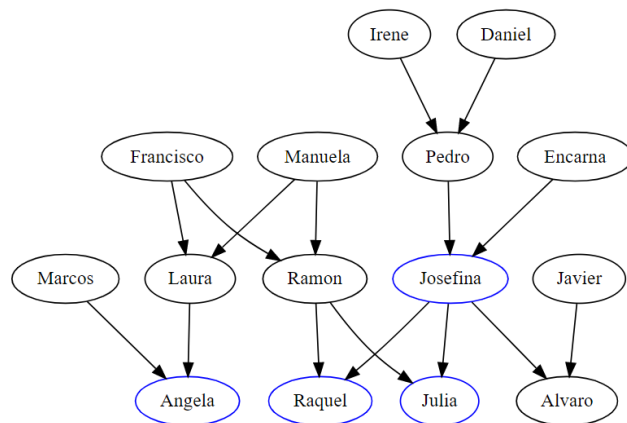 Irene
Daniel
Francisco
Manuela
Pedro
Encarna
Marcos
Laura
Ramon
Josefina
Javier
Angela
Raquel
Julia
Alvaro